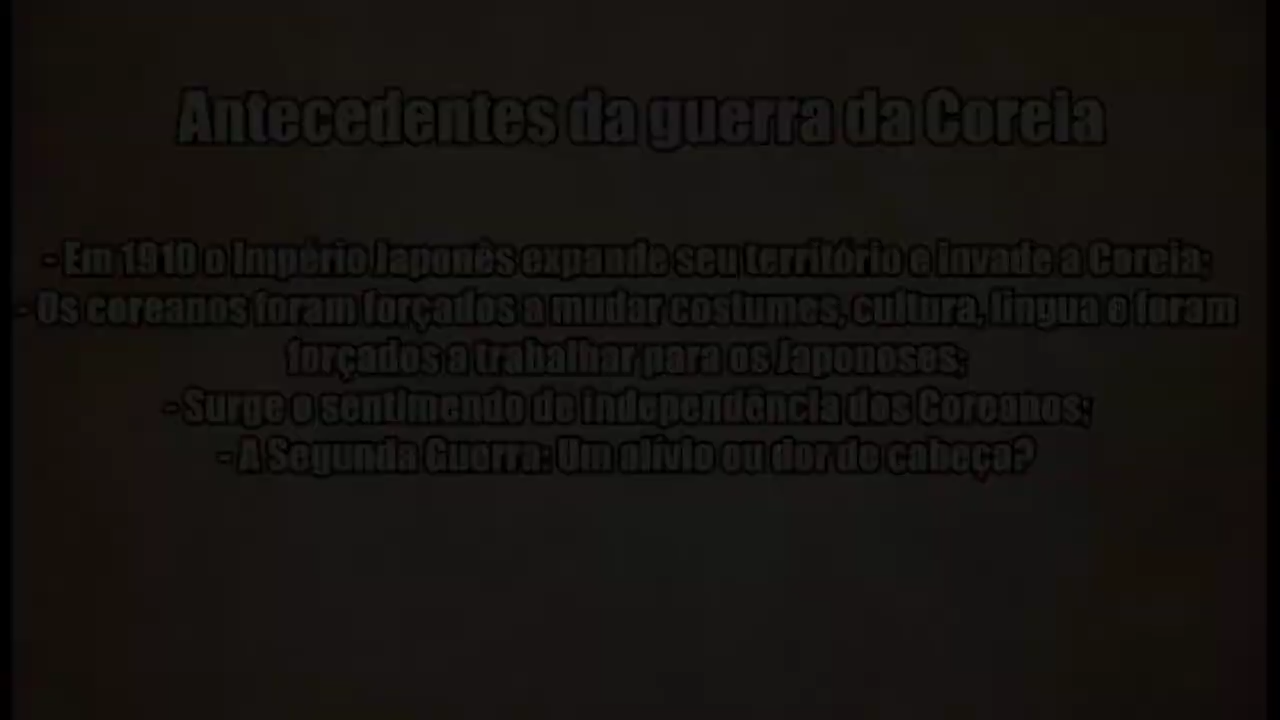 Antecedentes da guerra da Coreia
- Em 1910 o Império Japonês expande seu território e invade a Coreia;
- Os coreanos foram forçados a mudar costumes, cultura, língua e foram
forçados a trabalhar para os Japonoses;
- Surge o sentimendo de independência dos Coreanos;
- A Segunda Guerra: Um alívio ou dor de cabeça?